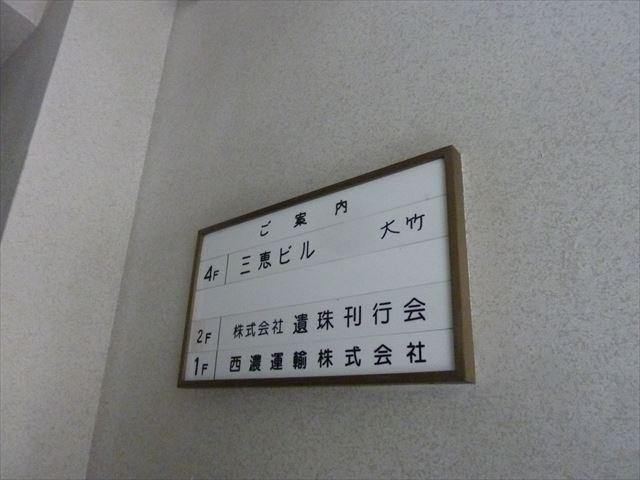 ご案内
4F 三恵ビル 大竹
2F 株式会社 遺珠刊行会
1F 西濃運輸株式会社